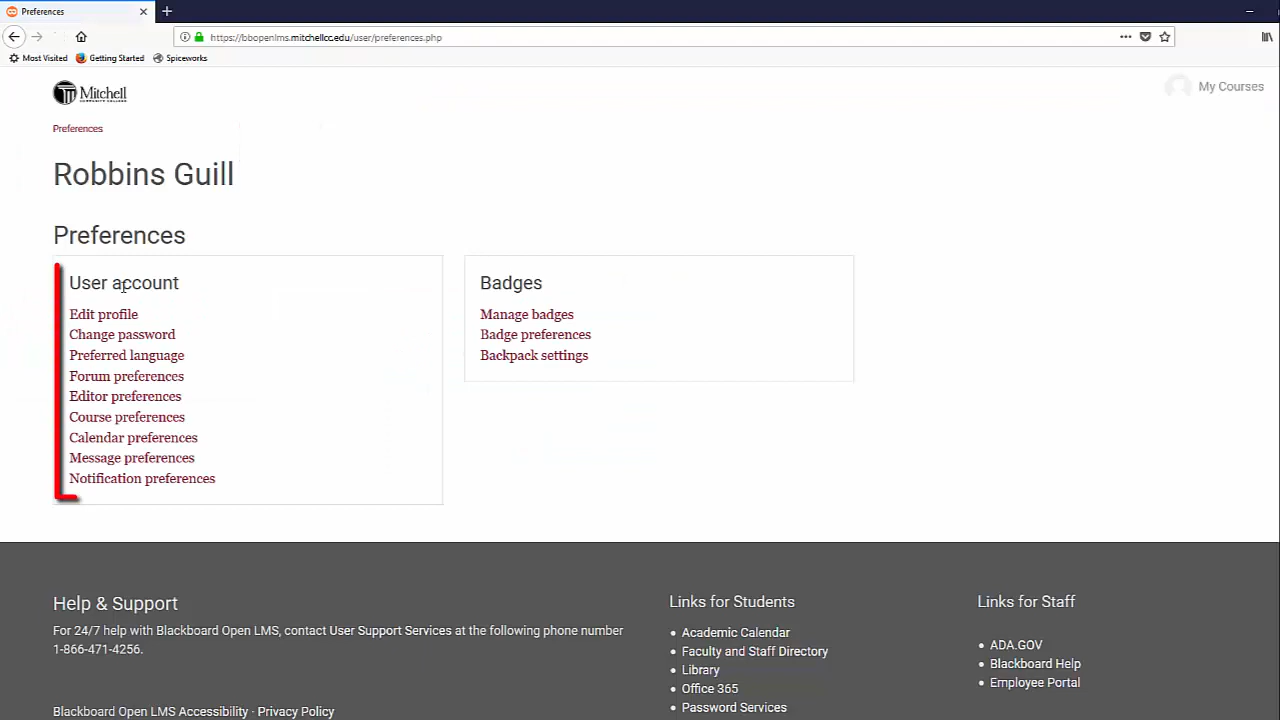 Preferences
https://bbopenlms.mitchellcc.edu/user/preferences.php
Most Visited Getting Started Spiceworks
Mitchell
COMMUNITY COLLEGE
My Courses
Preferences
Robbins Guill
Preferences
User account
Edit profile
Change password
Preferred language
Forum preferences
Editor preferences
Course preferences
Calendar preferences
Message preferences
Notification preferences
Badges
Manage badges
Badge preferences
Backpack settings
Help & Support
For 24/7 help with Blackboard Open LMS, contact User Support Services at the following phone number
1-866-471-4256.
Blackboard Open LMS Accessibility · Privacy Policy
Links for Students
• Academic Calendar
• Faculty and Staff Directory
• Library
• Office 365
• Password Services
Links for Staff
• ADA.GOV
• Blackboard Help
• Employee Portal